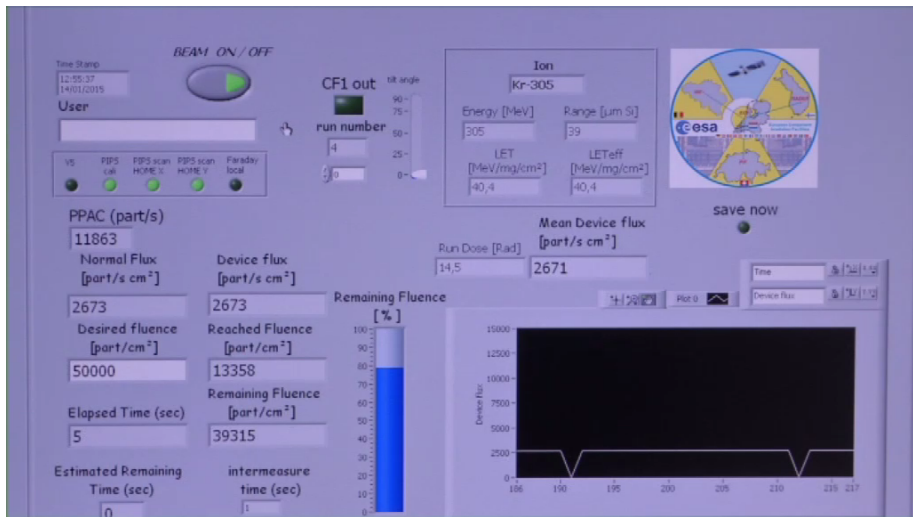 BEAM ON/OFF
Time Stamp
12:55:37
14/01/2015
User
CF1 out
tilt angle
90
75
50
25
0
run number
4
0
Ion
Kr-305
Energy [MeV]
Range [µm Si]
305
39
LET
[MeV/mg/cm²]
LETeff
[MeV/mg/cm²]
40,4
40,4
esa
VS
PIPS
cali
PIPS scan
HOME X
PIPS scan
HOME Y
Faraday
local
save now
PPAC (part/s)
11863
Normal Flux
[part/s cm²]
2673
Device flux
[part/s cm²]
2673
Run Dose [Rad]
14,5
Mean Device flux
[part/s cm²]
2671
Desired fluence
[part/cm²]
50000
Reached Fluence
[part/cm²]
13358
Elapsed Time (sec)
5
Remaining Fluence
[part/cm²]
39315
Estimated Remaining
Time (sec)
0
intermeasure
time (sec)
1
Remaining Fluence
[%]
100
90
80
70
60
50
40
30
20
10
0
Time
Device flux
Plot 0
Device flux
15000
12500
10000
7500
5000
2500
0
186 190 195 200 205 210 215 217